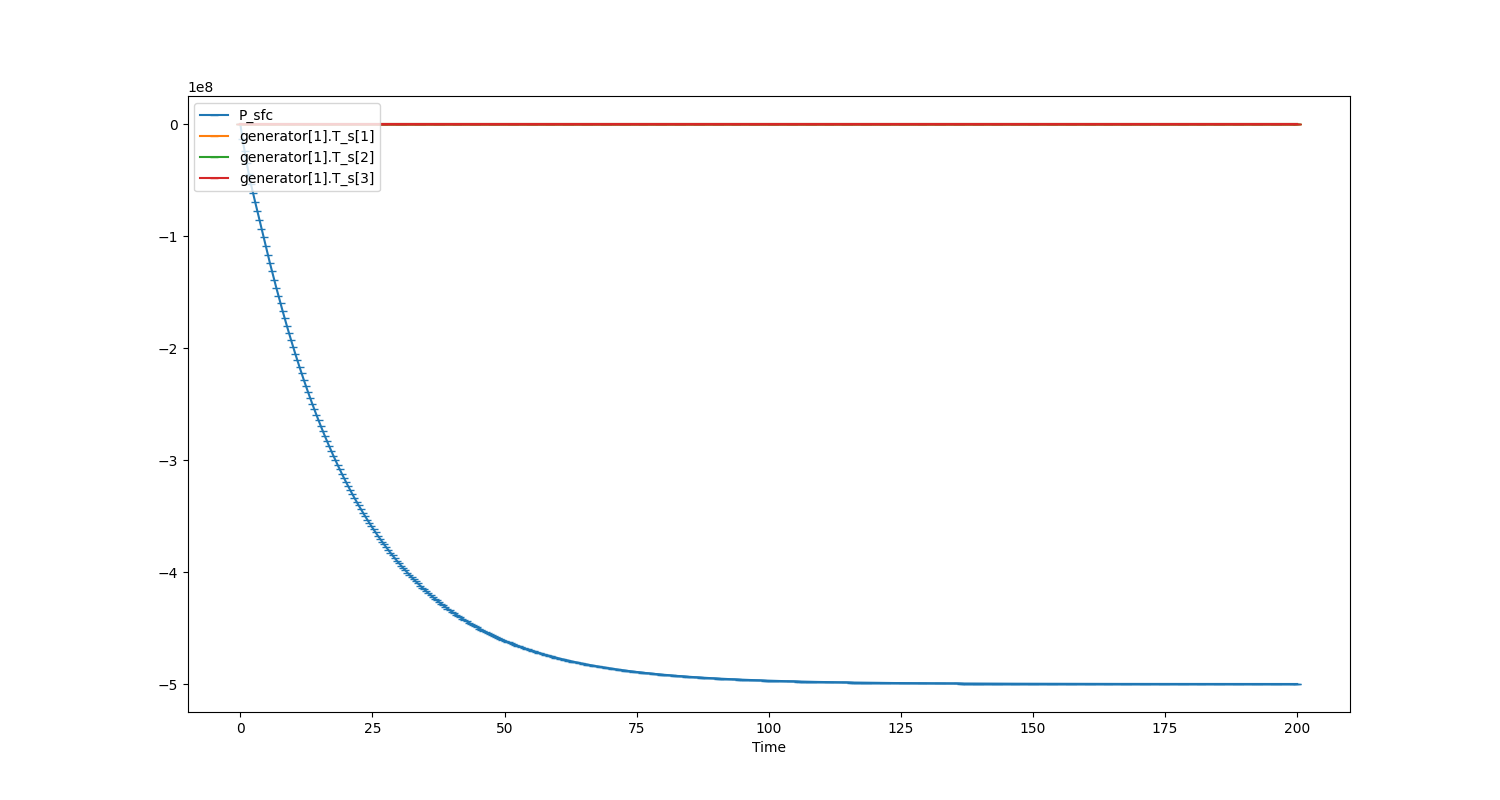 1e8
P_sfc
generator[1].T_s[1]
generator[1].T_s[2]
generator[1].T_s[3]
0
−1
−2
−3
−4
−5
0 25 50 75 100 125 150 175 200
Time